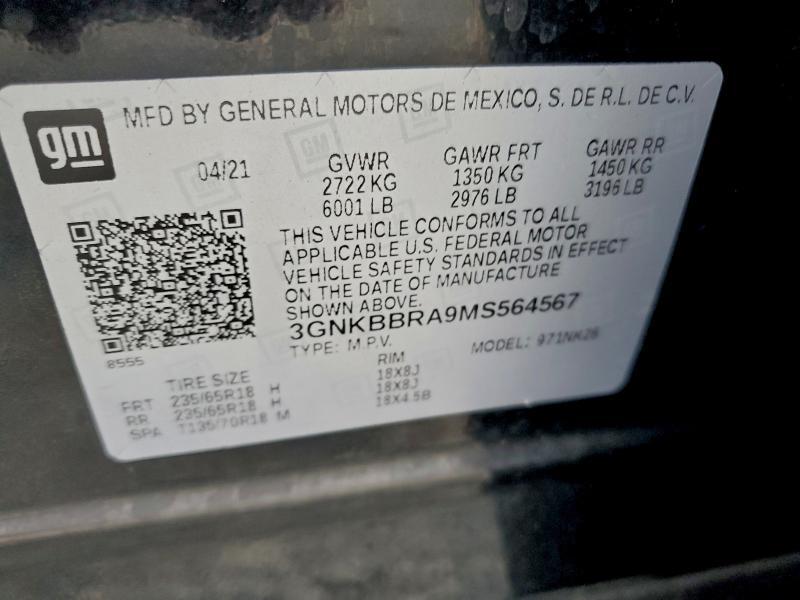 gm
MFD BY GENERAL MOTORS DE MEXICO, S. DE R.L. DE C.V.
04/21 GVWR GAWR FRT GAWR RR
2722 KG 1350 KG 1450 KG
6001 LB 2976 LB 3196 LB
THIS VEHICLE CONFORMS TO ALL
APPLICABLE U.S. FEDERAL MOTOR
VEHICLE SAFETY STANDARDS IN EFFECT
ON THE DATE OF MANUFACTURE
SHOWN ABOVE.
3GNKBBRA9MS564567
TYPE: M.P.V. MODEL: 971NK26
8555
TIRE SIZE RIM
FRT 235/65R18 H 18X8J
RR 235/65R18 H 18X8J
SPA T135/70R18 M 18X4.5B